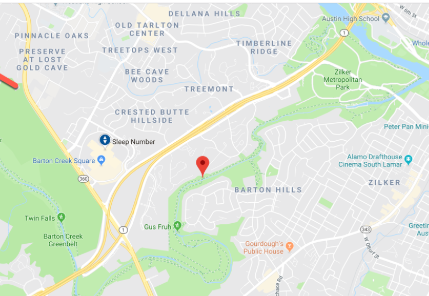 DELLANA HILLS
Austin High School
OLD TARLTON
CENTER
PINNACLE OAKS
1
TIMBERLINE
RIDGE
Whole
PRESERVE
AT LOST
GOLD CAVE
TREETOPS WEST
BEE CAVE
WOODS
Zilker
Metropolitan
Park
TREEMONT
CRESTED BUTTE
HILLSIDE
Peter Pan Mini
Sleep Number
Barton Creek Square
Alamo Drafthouse
Cinema South Lamar
360
BARTON HILLS
ZILKER
Twin Falls
Gus Fruh
1
343
Barton Creek
Greenbelt
Gourdough's
Public House